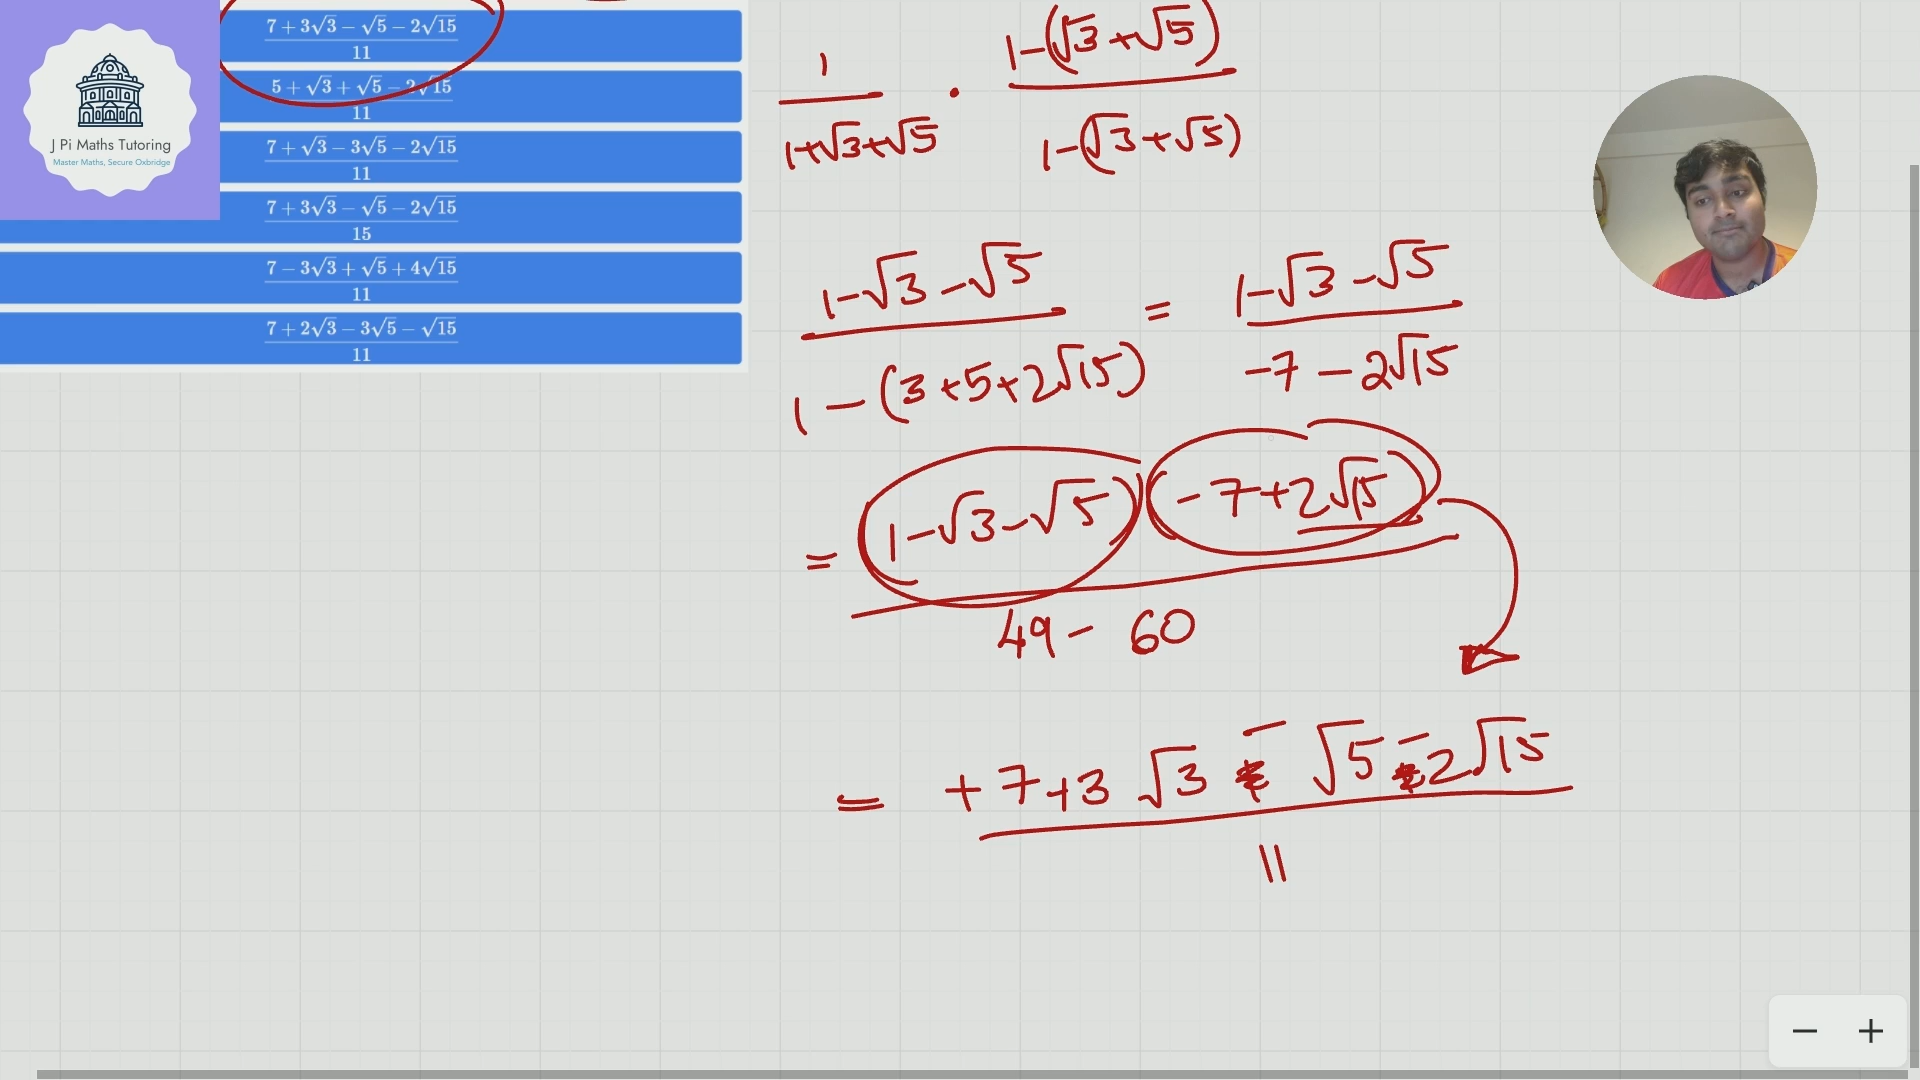 7 + 3√3 − √5 − 2√15
11
5 + √3 + √5 − 2√15
11
7 + √3 − 3√5 − 2√15
11
7 + 3√3 − √5 − 2√15
15
7 − 3√3 + √5 + 4√15
11
7 + 2√3 − 3√5 − √15
11
J Pi Maths Tutoring
Master Maths, Secure Oxbridge
1 · 1-(√3+√5)
1+√3+√5 1-(√3+√5)
1-√3-√5 = 1-√3-√5
1-(3+5+2√15) -7-2√15
= (1-√3-√5)(-7+2√15)
49-60
= +7+3√3 - √5 - 2√15
11
− +